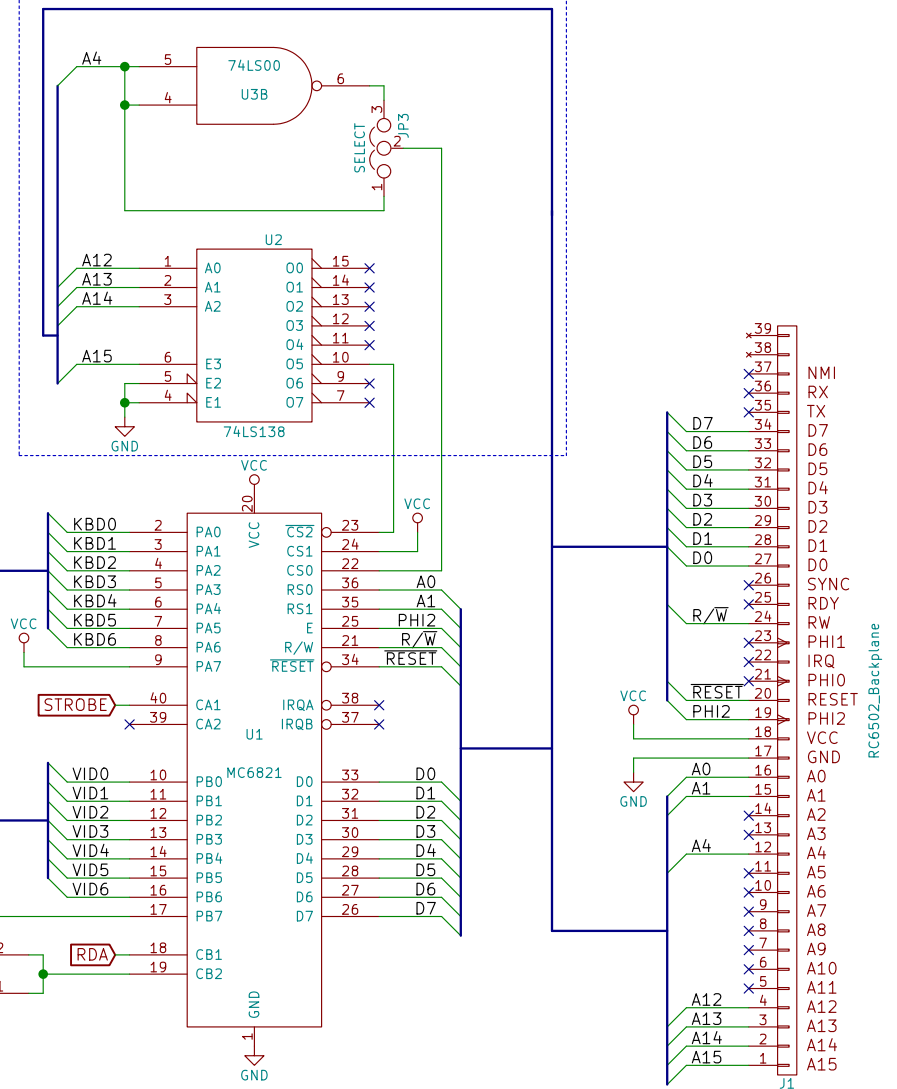 A4
5
4
74LS00
U3B
6
3
2
1
JP3
SELECT
U2
A12 1 A0 O0 15
A13 2 A1 O1 14
A14 3 A2 O2 13
O3 12
O4 11
A15 6 E3 O5 10
5 E2 O6 9
4 E1 O7 7
GND
74LS138
VCC
20
VCC
VCC
KBD0 2 PA0 CS2 23
KBD1 3 PA1 CS1 24
KBD2 4 PA2 CS0 22
KBD3 5 PA3 RS0 36 A0
KBD4 6 PA4 RS1 35 A1
KBD5 7 PA5 E 25 PHI2
KBD6 8 PA6 R/W 21 R/W
VCC
9 PA7 RESET 34 RESET
STROBE 40 CA1 IRQA 38
39 CA2 IRQB 37
U1
MC6821
VID0 10 PB0 D0 33 D0
VID1 11 PB1 D1 32 D1
VID2 12 PB2 D2 31 D2
VID3 13 PB3 D3 30 D3
VID4 14 PB4 D4 29 D4
VID5 15 PB5 D5 28 D5
VID6 16 PB6 D6 27 D6
17 PB7 D7 26 D7
2
RDA 18 CB1
19 CB2
1
GND
1
GND
39
38
37 NMI
36 RX
35 TX
D7 34 D7
D6 33 D6
D5 32 D5
D4 31 D4
D3 30 D3
D2 29 D2
D1 28 D1
D0 27 D0
26 SYNC
25 RDY
R/W 24 RW
23 PHI1
22 IRQ
21 PHI0
RESET 20 RESET
PHI2 19 PHI2
VCC
18 VCC
17 GND
GND
A0 16 A0
A1 15 A1
14 A2
13 A3
A4 12 A4
11 A5
10 A6
9 A7
8 A8
7 A9
6 A10
5 A11
A12 4 A12
A13 3 A13
A14 2 A14
A15 1 A15
J1
RC6502_Backplane